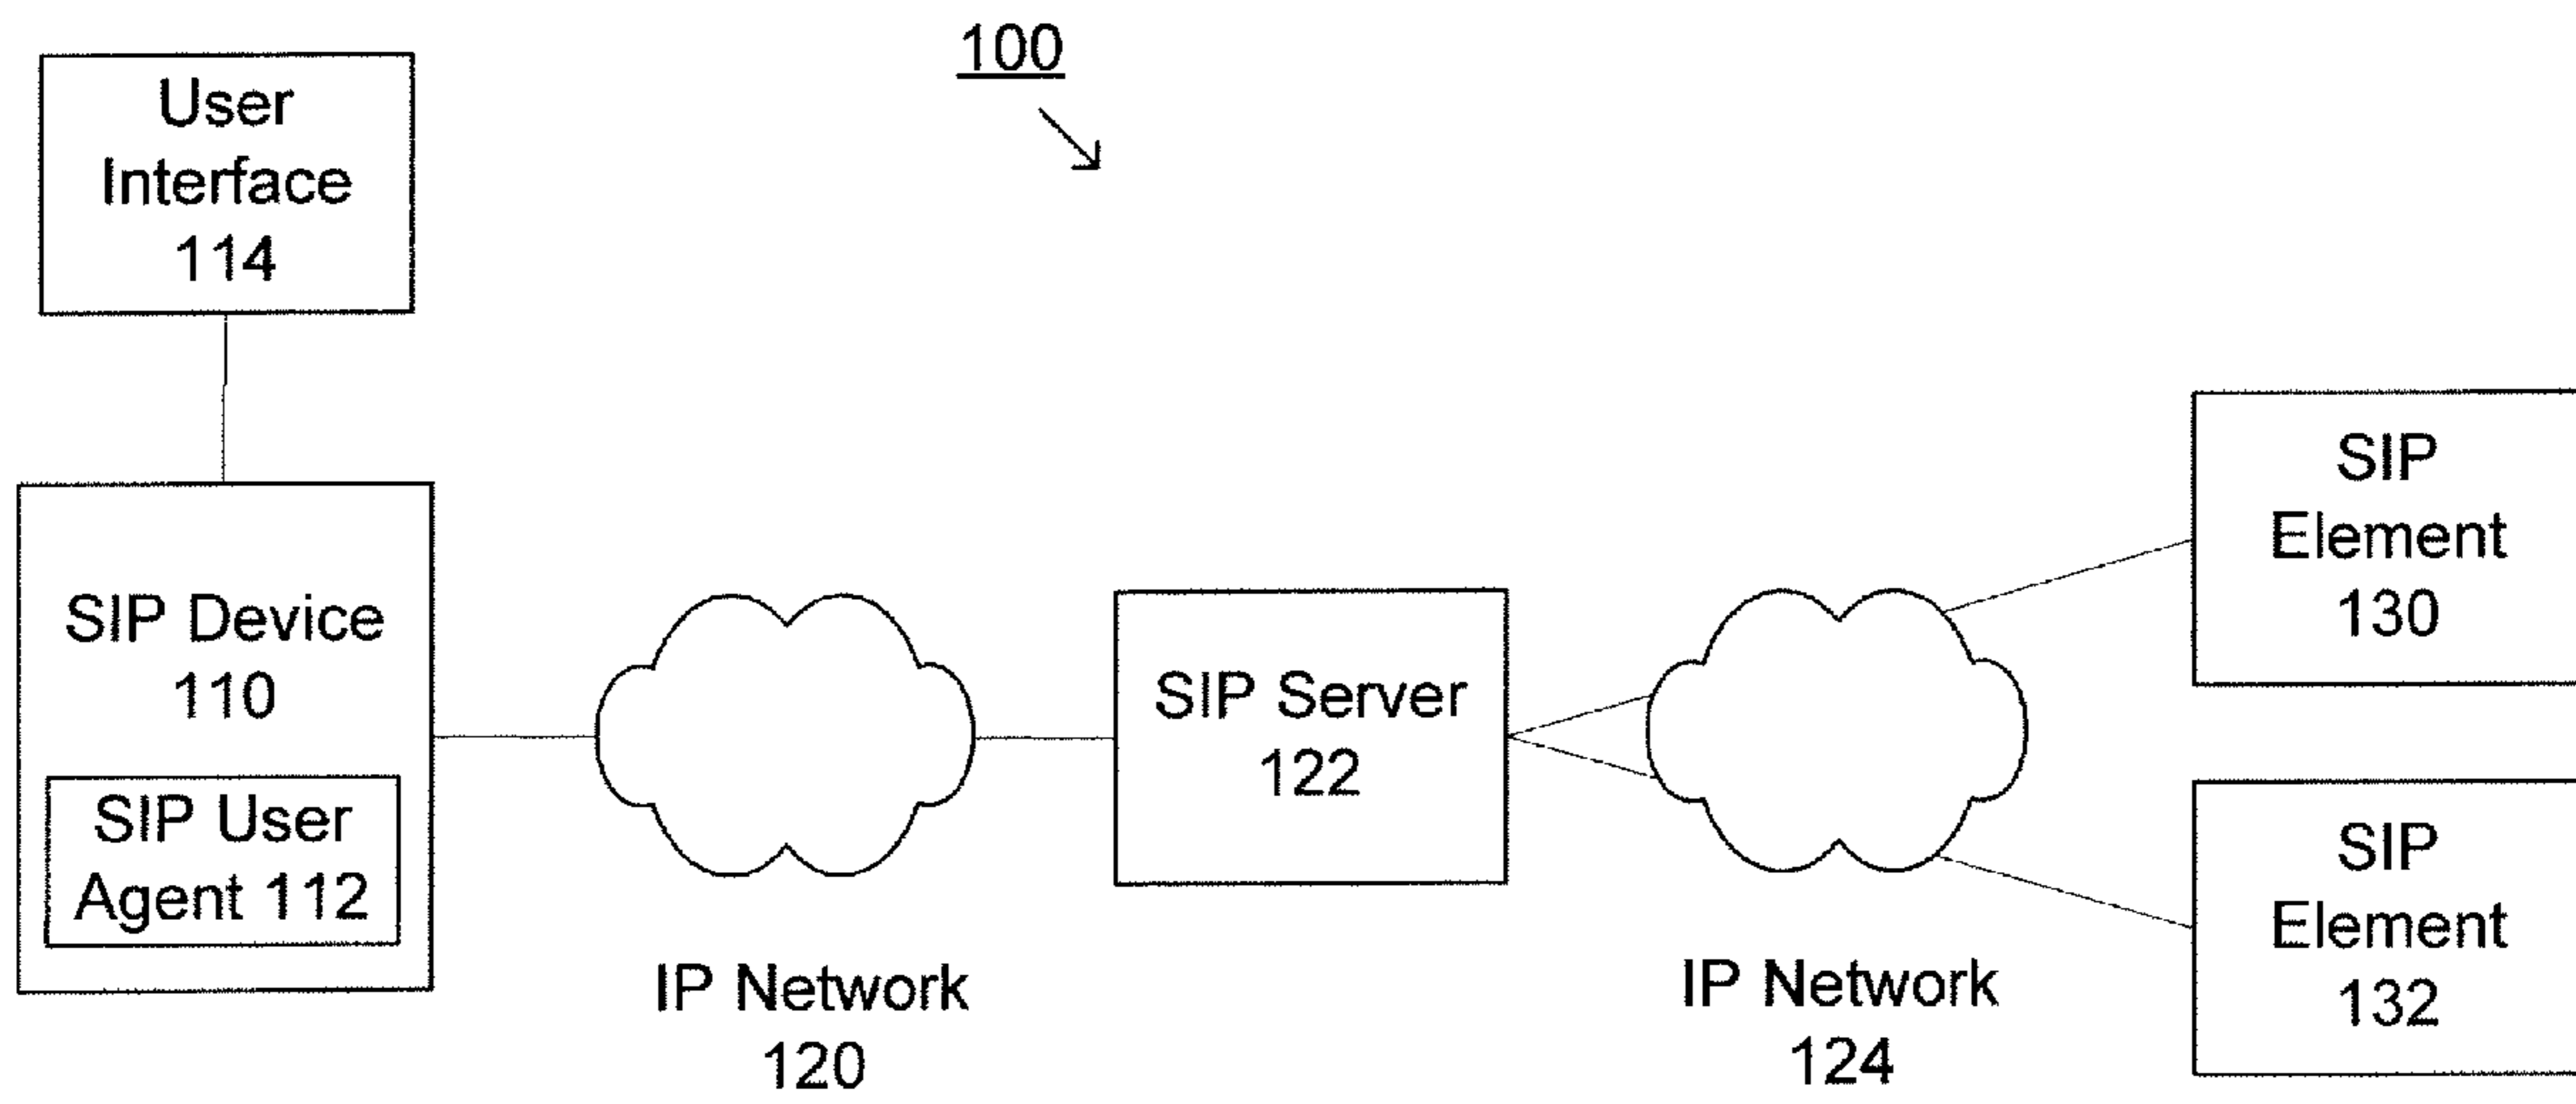 100
User
Interface
114
SIP Device
110
SIP User
Agent 112
IP Network
120
SIP Server
122
IP Network
124
SIP
Element
130
SIP
Element
132